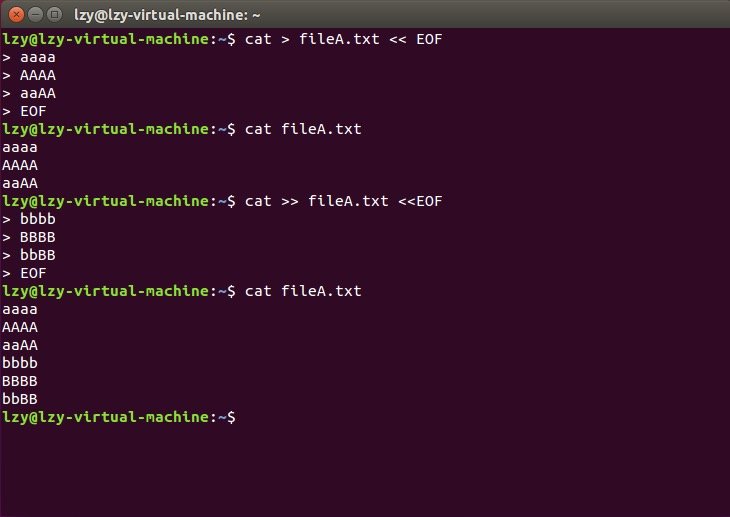 lzy@lzy-virtual-machine: ~
lzy@lzy-virtual-machine:~$ cat > fileA.txt << EOF
> aaaa
> AAAA
> aaAA
> EOF
lzy@lzy-virtual-machine:~$ cat fileA.txt
aaaa
AAAA
aaAA
lzy@lzy-virtual-machine:~$ cat >> fileA.txt <<EOF
> bbbb
> BBBB
> bbBB
> EOF
lzy@lzy-virtual-machine:~$ cat fileA.txt
aaaa
AAAA
aaAA
bbbb
BBBB
bbBB
lzy@lzy-virtual-machine:~$